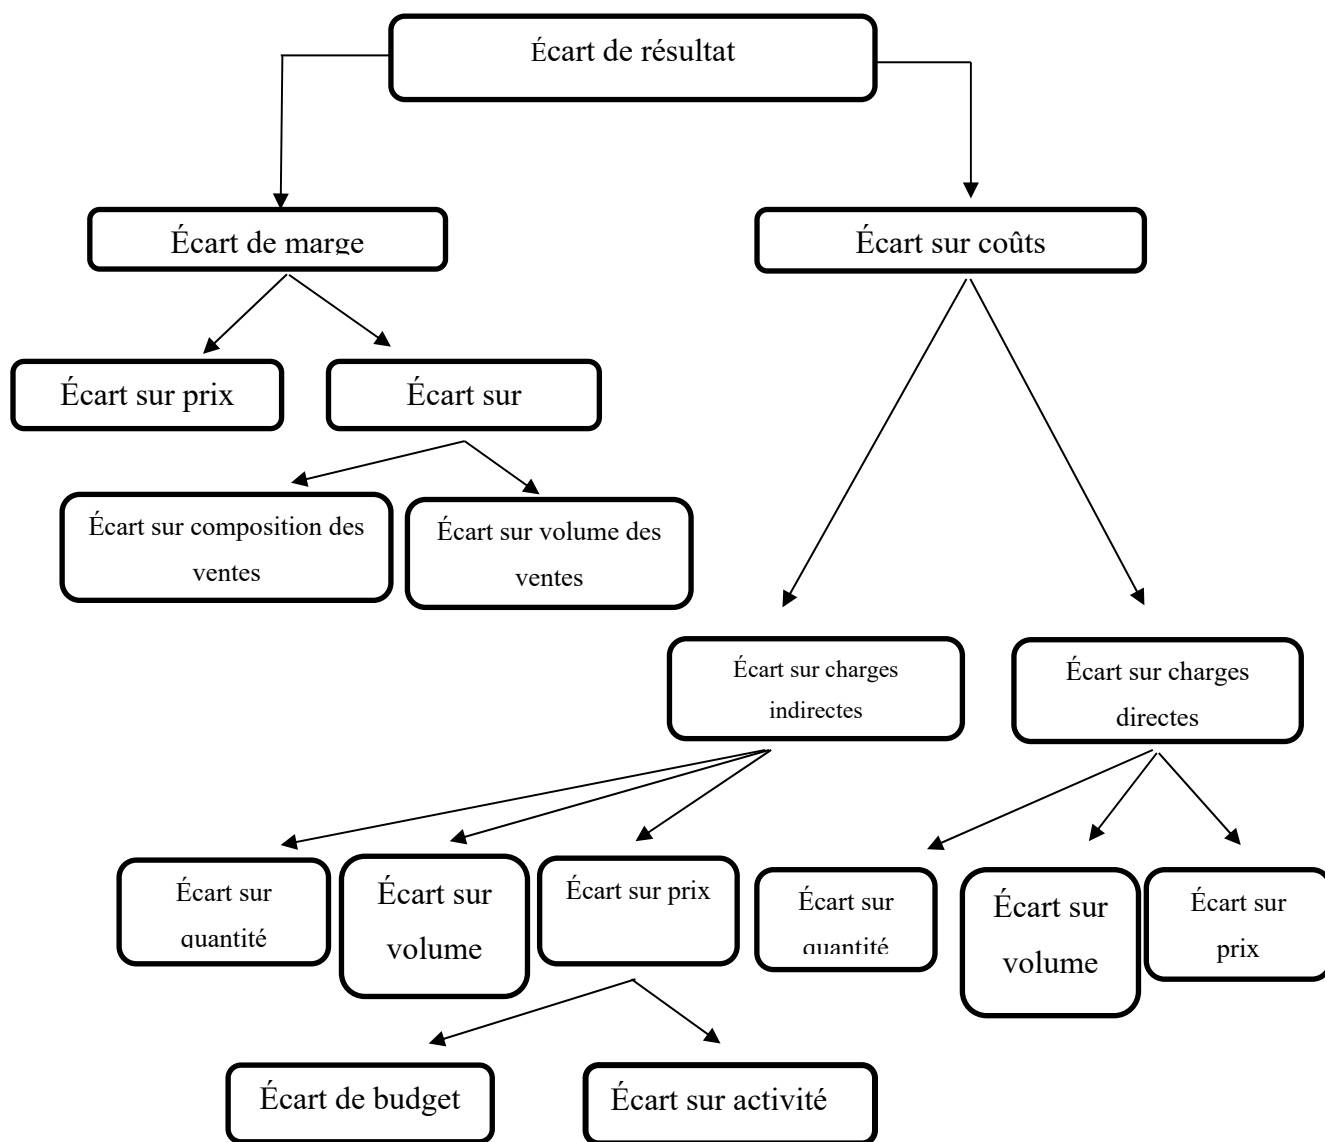 Écart de résultat
Écart de marge
Écart sur coûts
Écart sur prix
Écart sur
Écart sur composition des
ventes
Écart sur volume des
ventes
Écart sur charges
indirectes
Écart sur charges
directes
Écart sur
quantité
Écart sur
volume
Écart sur prix
Écart sur
quantité
Écart sur
volume
Écart sur
prix
Écart de budget
Écart sur activité